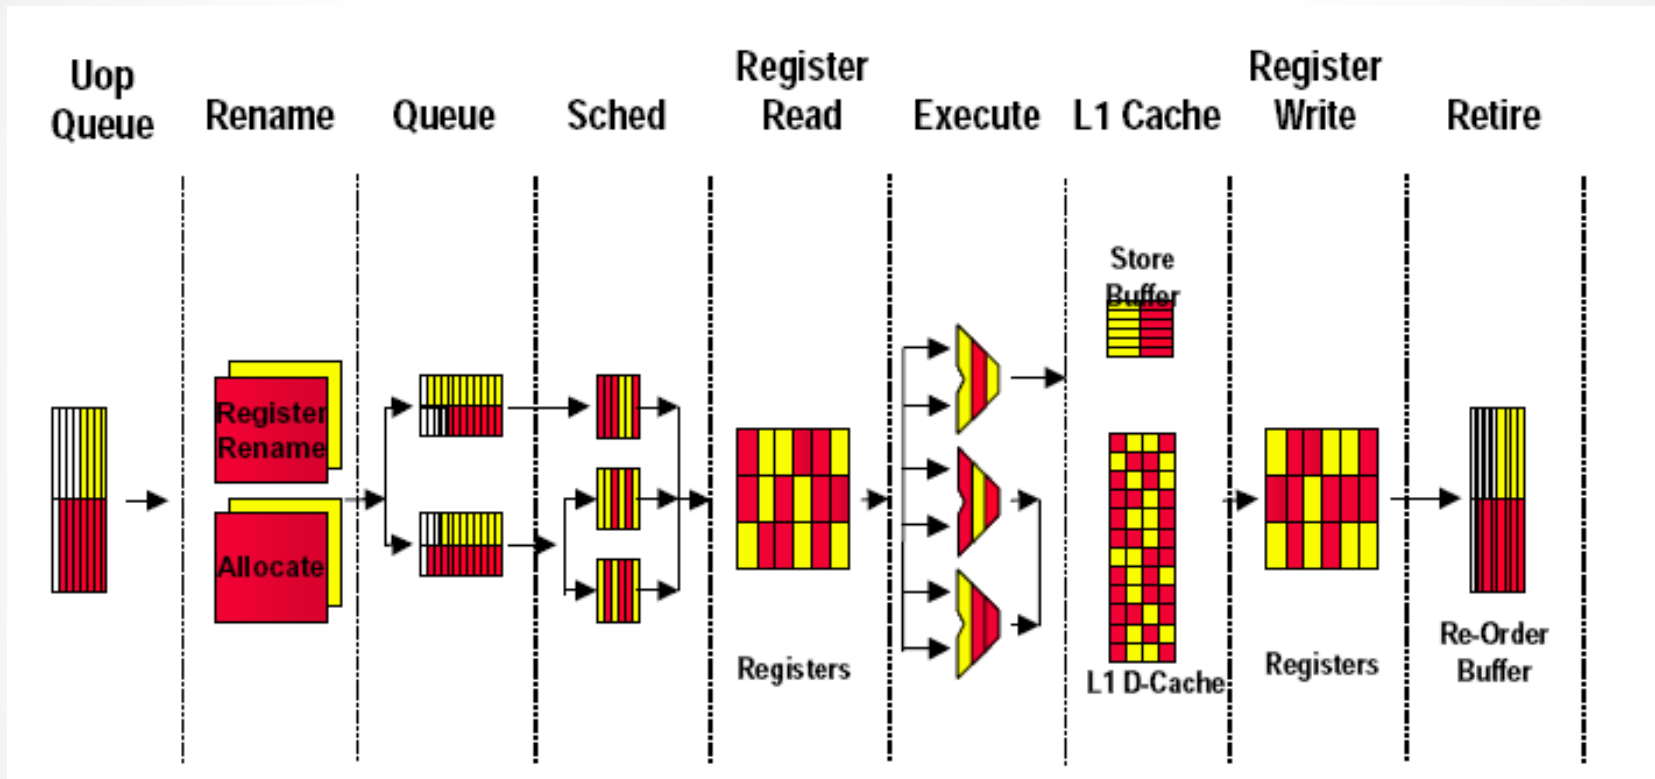 Uop
Queue
Rename
Queue
Sched
Register
Read
Execute
L1 Cache
Register
Write
Retire
Register
Rename
Allocate
Registers
Store
Buffer
L1 D-Cache
Registers
Re-Order
Buffer